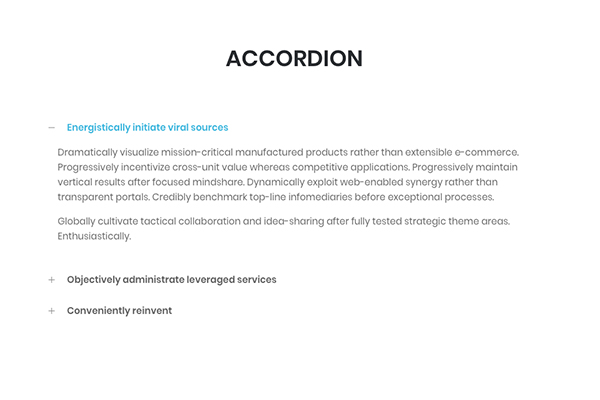 ACCORDION
Energistically initiate viral sources
Dramatically visualize mission-critical manufactured products rather than extensible e-commerce.
Progressively incentivize cross-unit value whereas competitive applications. Progressively maintain
vertical results after focused mindshare. Dynamically exploit web-enabled synergy rather than
transparent portals. Credibly benchmark top-line infomediaries before exceptional processes.
Globally cultivate tactical collaboration and idea-sharing after fully tested strategic theme areas.
Enthusiastically.
Objectively administrate leveraged services
Conveniently reinvent